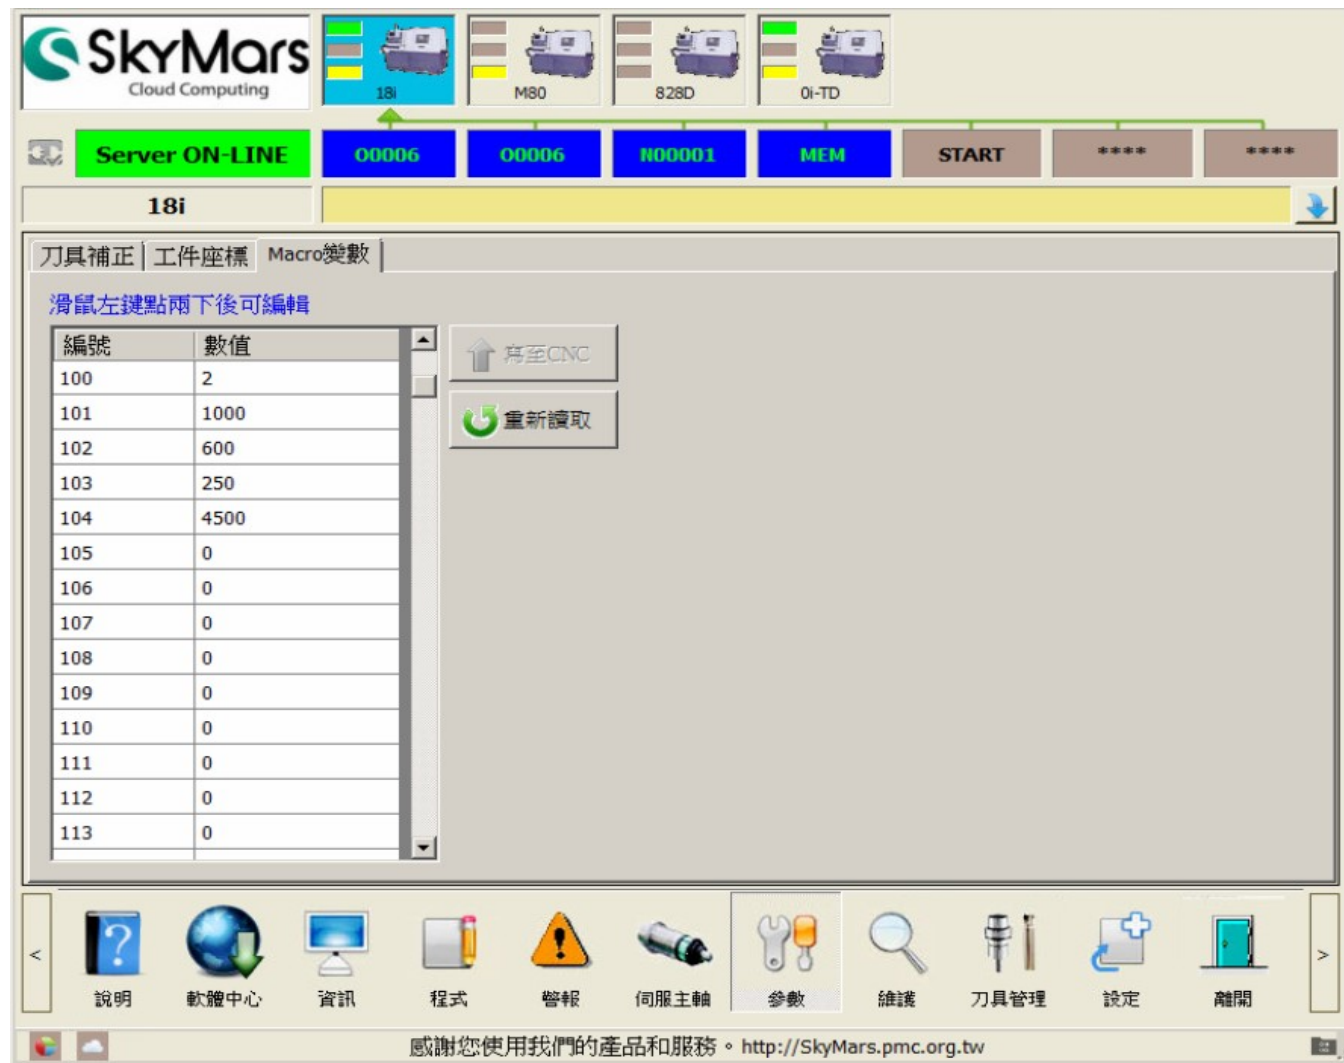 SkyMars
Cloud Computing
18i
M80
828D
0i-TD
Server ON-LINE
O0006
O0006
N00001
MEM
START
****
****
18i
刀具補正
工件座標
Macro變數
滑鼠左鍵點兩下後可編輯
編號 數值
100 2
101 1000
102 600
103 250
104 4500
105 0
106 0
107 0
108 0
109 0
110 0
111 0
112 0
113 0
寫至CNC
重新讀取
<
說明
軟體中心
資訊
程式
警報
伺服主軸
參數
維護
刀具管理
設定
離開
>
感謝您使用我們的產品和服務。http://SkyMars.pmc.org.tw